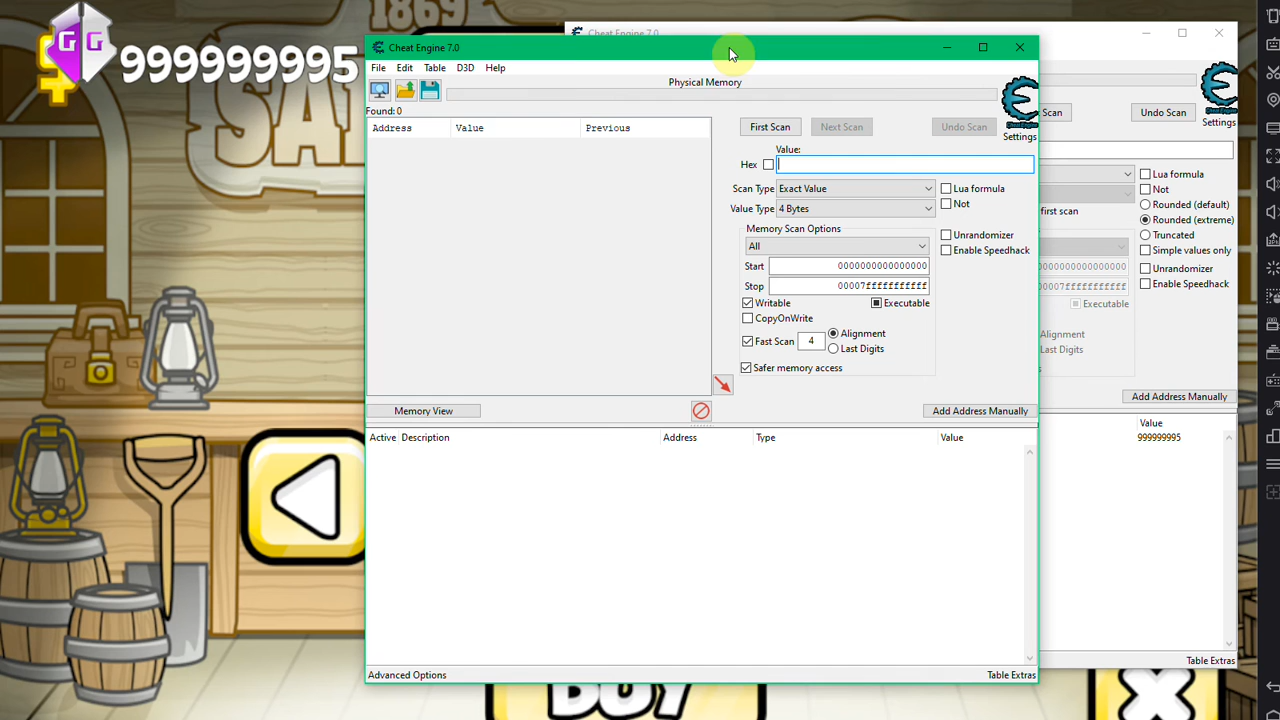 1869
SAL
G G
999999995
Cheat Engine 7.0
Cheat Engine 7.0
File Edit Table D3D Help
Physical Memory
Found: 0
Address Value Previous
First Scan Next Scan Undo Scan
Settings
Value:
Hex
Scan Type Exact Value
Value Type 4 Bytes
Lua formula
Not
Memory Scan Options
All
Unrandomizer
Enable Speedhack
Start 0000000000000000
Stop 00007fffffffffff
Writable Executable
CopyOnWrite
Fast Scan 4 Alignment
Last Digits
Safer memory access
Memory View Add Address Manually
Active Description Address Type Value
Advanced Options Table Extras
Scan Undo Scan
Settings
Lua formula
Not
first scan
Rounded (default)
Rounded (extreme)
Truncated
Simple values only
0000000000000000
Unrandomizer
00007fffffffffff
Enable Speedhack
Executable
Alignment
Last Digits
Add Address Manually
Value
999999995
Table Extras
BUY